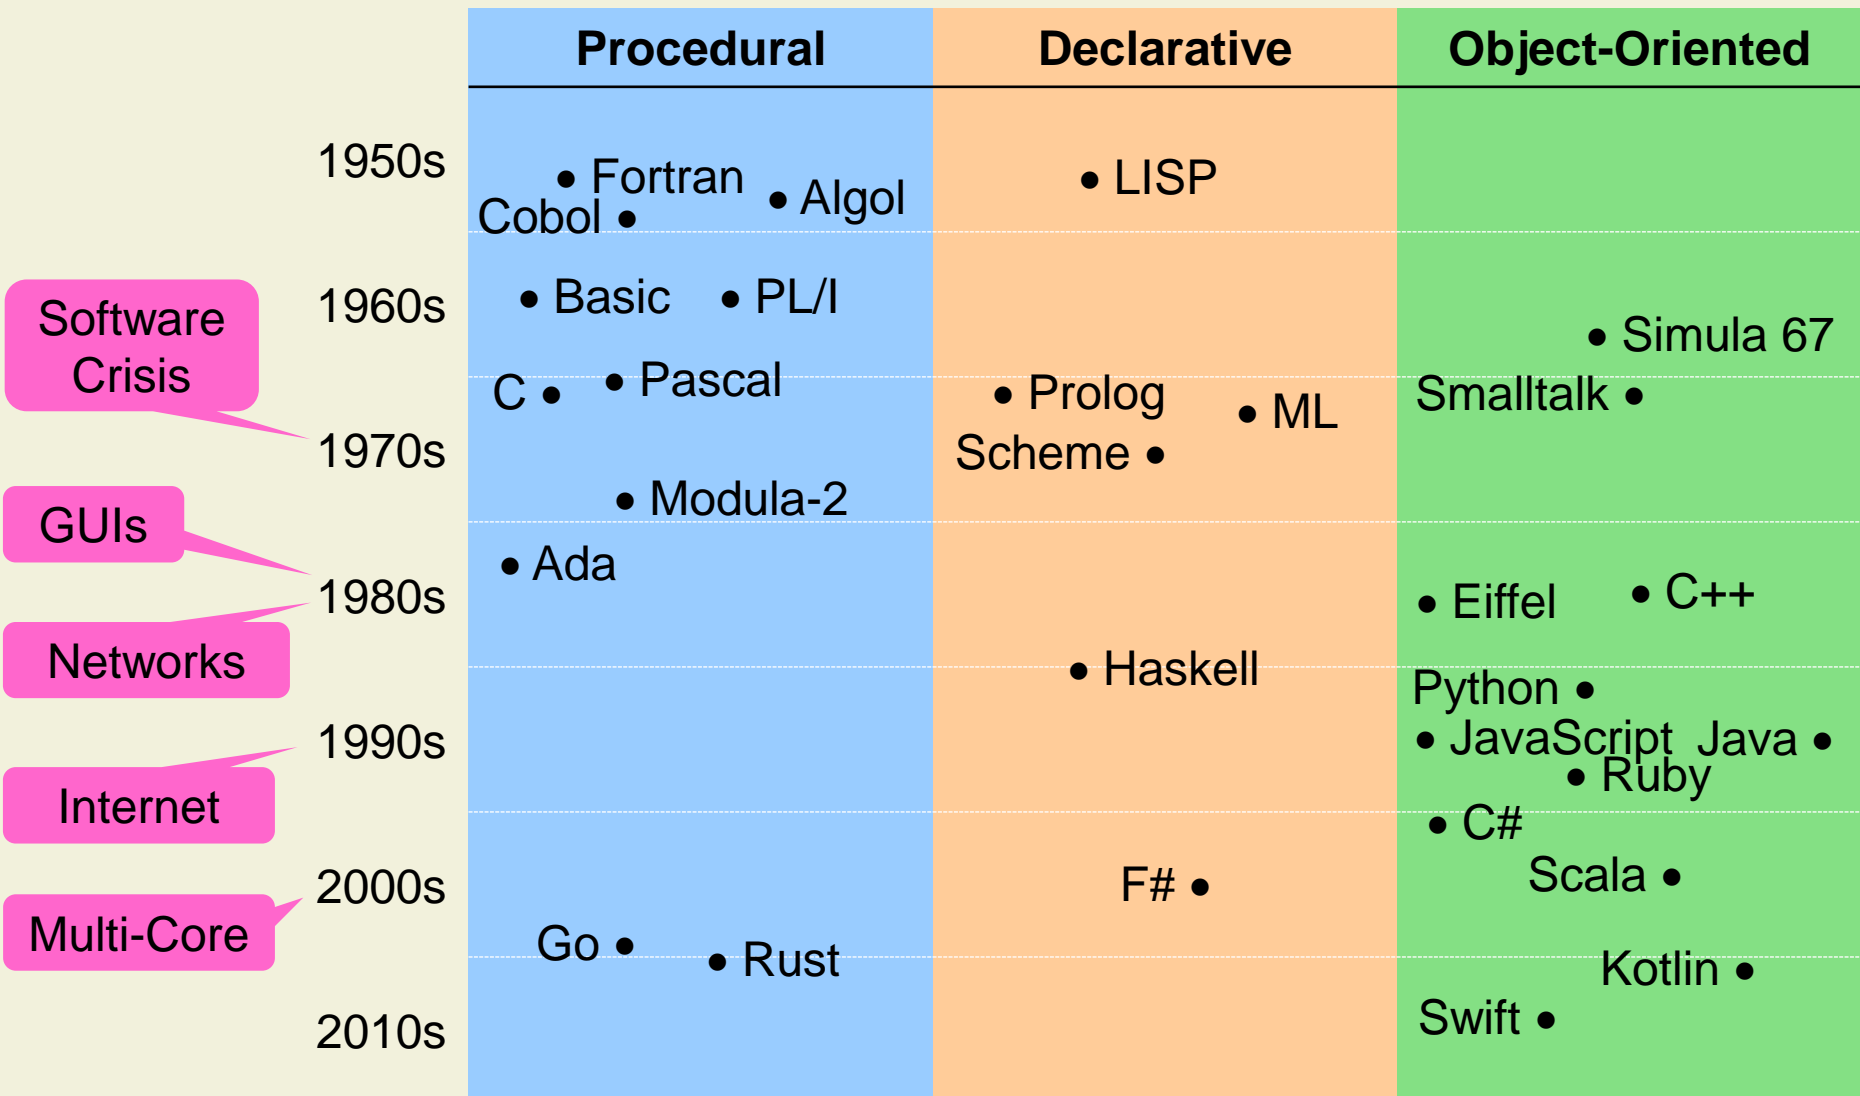 Procedural
Declarative
Object-Oriented
1950s
Fortran
Algol
Cobol
LISP
Software
Crisis
1960s
Basic
PL/I
Simula 67
Pascal
C
Prolog
ML
Smalltalk
1970s
Scheme
Modula-2
GUIs
Ada
1980s
Eiffel
C++
Networks
Haskell
Python
1990s
JavaScript
Java
Ruby
Internet
C#
2000s
F#
Scala
Multi-Core
Go
Rust
Kotlin
Swift
2010s